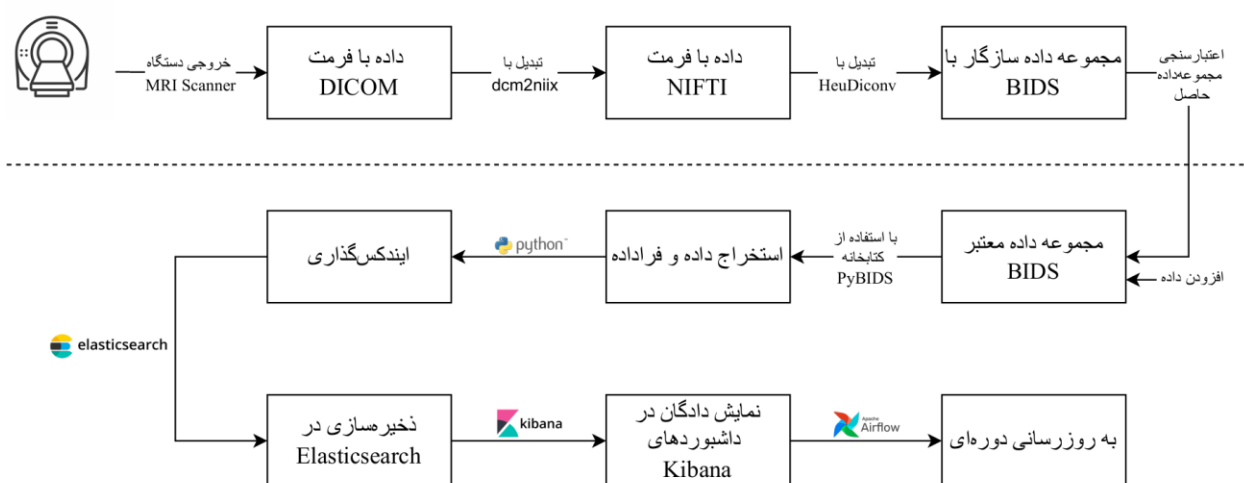 خروجی دستگاه
MRI Scanner
داده با فرمت
DICOM
تبدیل با
dcm2niix
داده با فرمت
NIFTI
تبدیل با
HeuDiconv
مجموعه داده سازگار با
BIDS
اعتبارسنجی
مجموعه‌داده
حاصل
مجموعه داده معتبر
BIDS
افزودن داده
با استفاده از
کتابخانه
PyBIDS
استخراج داده و فراداده
python™
ایندکس‌گذاری
elasticsearch
ذخیره‌سازی در
Elasticsearch
kibana
نمایش دادگان در
داشبوردهای
Kibana
Apache
Airflow
به روزرسانی دوره‌ای